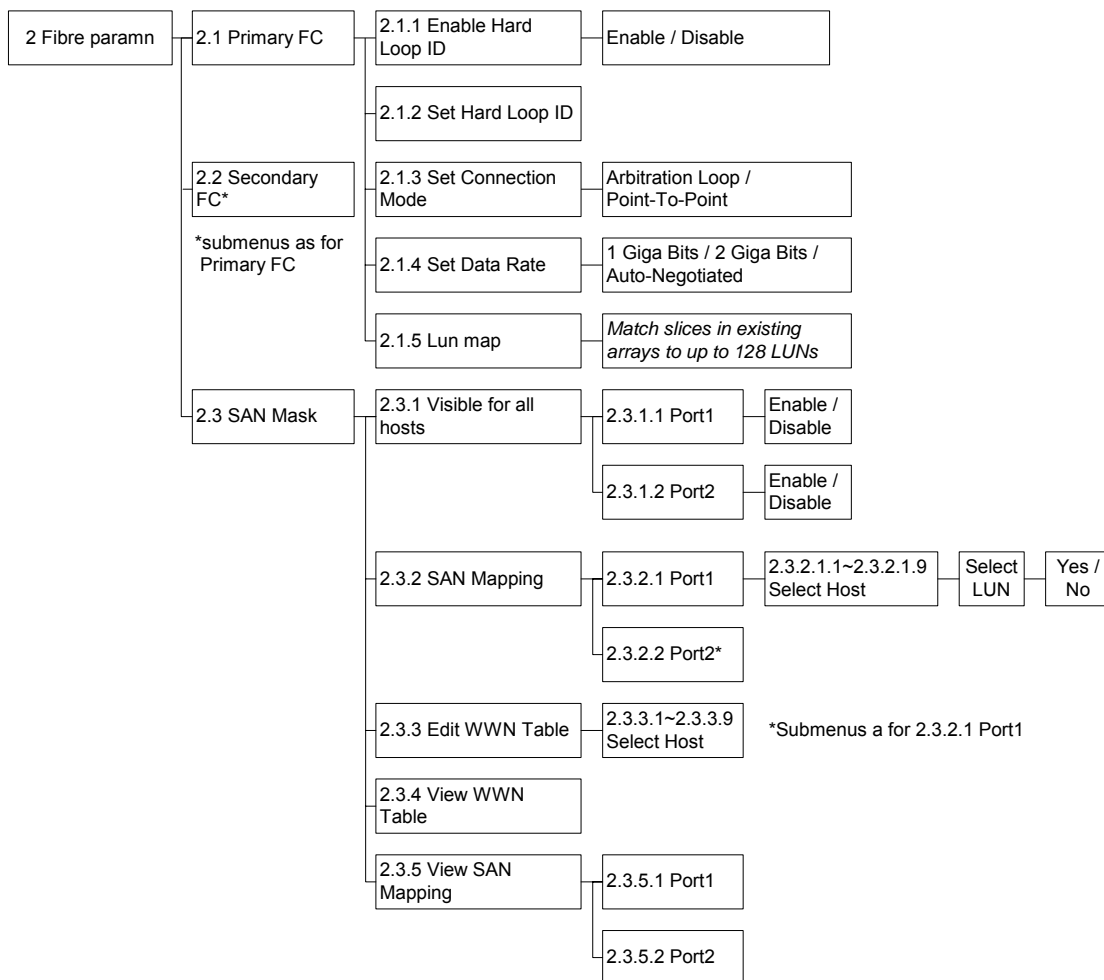 2 Fibre paramn
2.1 Primary FC
2.1.1 Enable Hard
Loop ID
Enable / Disable
2.1.2 Set Hard Loop ID
2.2 Secondary
FC*
*submenus as for
Primary FC
2.1.3 Set Connection
Mode
Arbitration Loop /
Point-To-Point
2.1.4 Set Data Rate
1 Giga Bits / 2 Giga Bits /
Auto-Negotiated
2.1.5 Lun map
Match slices in existing
arrays to up to 128 LUNs
2.3 SAN Mask
2.3.1 Visible for all
hosts
2.3.1.1 Port1
Enable /
Disable
2.3.1.2 Port2
Enable /
Disable
2.3.2 SAN Mapping
2.3.2.1 Port1
2.3.2.1.1~2.3.2.1.9
Select Host
Select
LUN
Yes /
No
2.3.2.2 Port2*
2.3.3 Edit WWN Table
2.3.3.1~2.3.3.9
Select Host
*Submenus a for 2.3.2.1 Port1
2.3.4 View WWN
Table
2.3.5 View SAN
Mapping
2.3.5.1 Port1
2.3.5.2 Port2